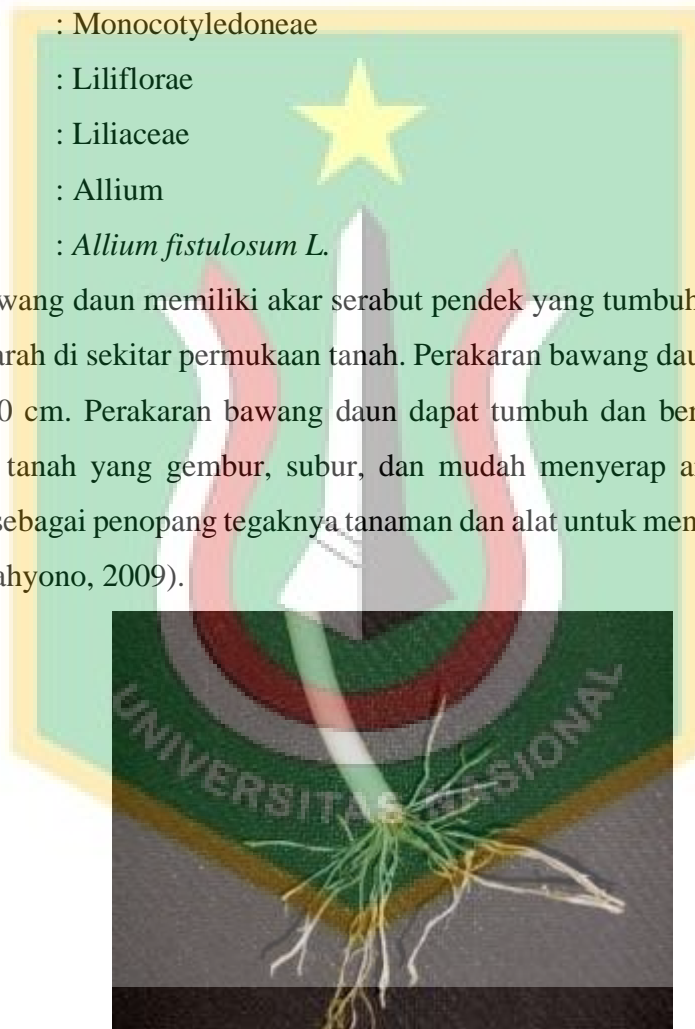 : Monocotyledoneae
: Liliflorae
: Liliaceae
: Allium
: Allium fistulosum L.
wang daun memiliki akar serabut pendek yang tumbuh
arah di sekitar permukaan tanah. Perakaran bawang dau
0 cm. Perakaran bawang daun dapat tumbuh dan ber
tanah yang gembur, subur, dan mudah menyerap a
sebagai penopang tegaknya tanaman dan alat untuk men
ahyono, 2009).
UNIVERSITAS NASIONAL